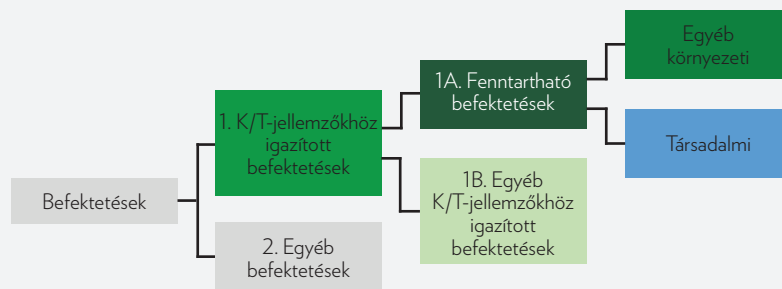 Befektetések
1. K/T-jellemzőkhöz
igazított
befektetések
2. Egyéb
befektetések
1A. Fenntartható
befektetések
1B. Egyéb
K/T-jellemzőkhöz
igazított
befektetések
Egyéb
környezeti
Társadalmi